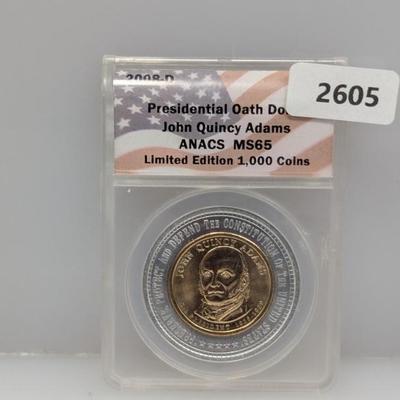 2008-D
2605
Presidential Oath Do
John Quincy Adams
ANACS MS65
Limited Edition 1,000 Coins
PRESERVE, PROTECT AND DEFEND THE CONSTITUTION OF THE UNITED STATES
JOHN QUINCY ADAMS